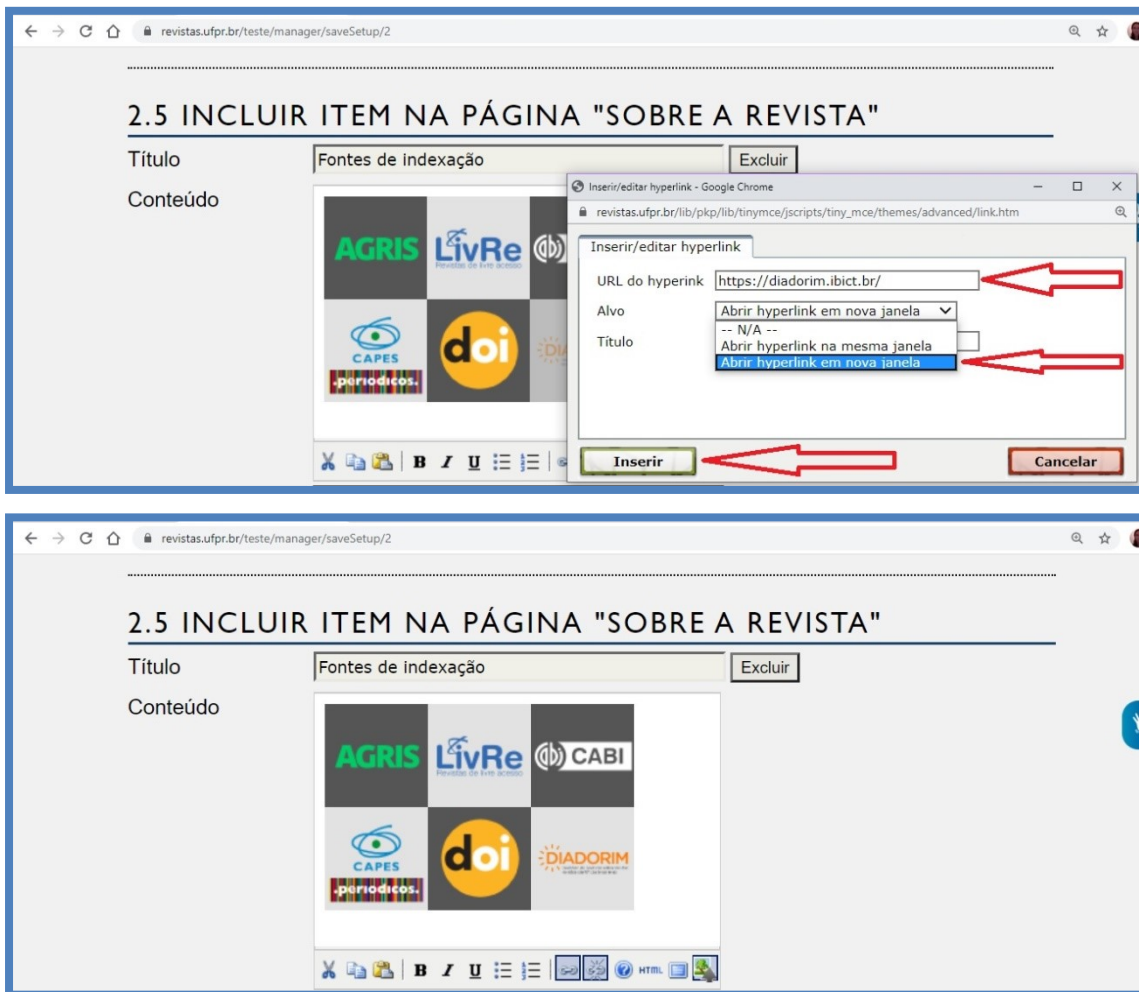 revistas.ufpr.br/teste/manager/saveSetup/2
2.5 INCLUIR ITEM NA PÁGINA "SOBRE A REVISTA"
Título
Fontes de indexação
Excluir
Conteúdo
AGRIS
LivRe
Revistas de livre acesso
CAPES
.periodicos.
doi
Inserir/editar hyperlink - Google Chrome
revistas.ufpr.br/lib/pkp/lib/tinymce/jscripts/tiny_mce/themes/advanced/link.htm
Inserir/editar hyperlink
URL do hyperink
https://diadorim.ibict.br/
Alvo
Abrir hyperlink em nova janela
-- N/A --
Abrir hyperlink na mesma janela
Abrir hyperlink em nova janela
Título
Inserir
Cancelar
B I U
revistas.ufpr.br/teste/manager/saveSetup/2
2.5 INCLUIR ITEM NA PÁGINA "SOBRE A REVISTA"
Título
Fontes de indexação
Excluir
Conteúdo
AGRIS
LivRe
Revistas de livre acesso
CABI
CAPES
.periodicos.
doi
DIADORIM
B I U
HTML